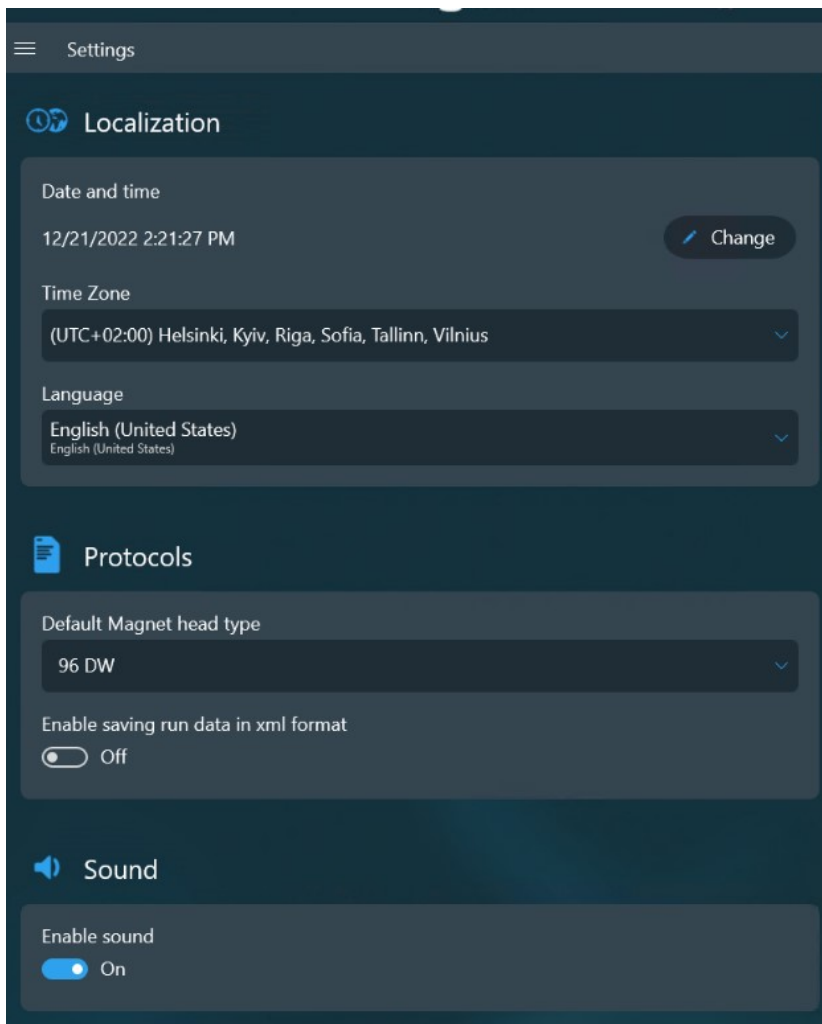 Settings
Localization
Date and time
12/21/2022 2:21:27 PM
Change
Time Zone
(UTC+02:00) Helsinki, Kyiv, Riga, Sofia, Tallinn, Vilnius
Language
English (United States)
English (United States)
Protocols
Default Magnet head type
96 DW
Enable saving run data in xml format
Off
Sound
Enable sound
On